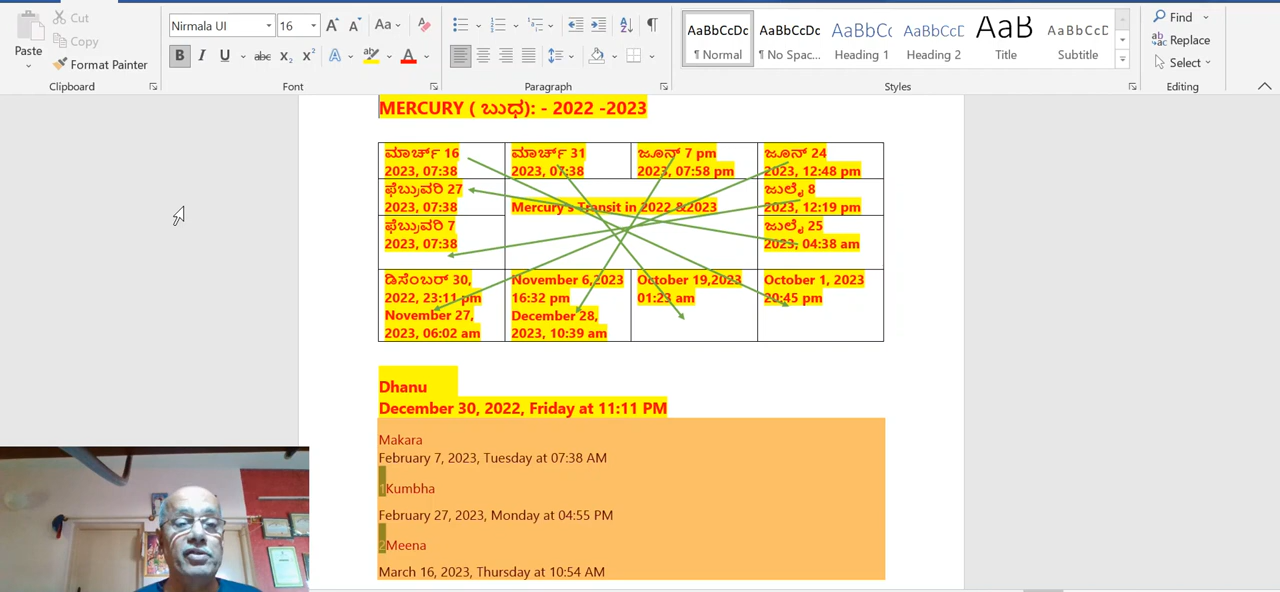 Cut
Nirmala UI
16
Aa
AaBbCcDc
AaBbCcDc
AaBbCc
AaBbCcDc
AaB
AaBbCcD
Find
Paste
Copy
Replace
Format Painter
B I U abc x₂ x² A A
¶ Normal
¶ No Spac...
Heading 1
Heading 2
Title
Subtitle
Select
Clipboard
Font
Paragraph
Styles
Editing
MERCURY ( ಬುಧ): - 2022 -2023
ಮಾರ್ಚ್ 16
2023, 07:38
ಮಾರ್ಚ್ 31
2023, 07:38
ಜೂನ್ 7 pm
2023, 07:58 pm
ಜೂನ್ 24
2023, 12:48 pm
ಫೆಬ್ರುವರಿ 27
2023, 07:38
Mercury's Transit in 2022 &2023
ಜುಲೈ 8
2023, 12:19 pm
ಫೆಬ್ರುವರಿ 7
2023, 07:38
ಜುಲೈ 25
2023, 04:38 am
ಡಿಸೆಂಬರ್ 30,
2022, 23:11 pm
November 27,
2023, 06:02 am
November 6,2023
16:32 pm
December 28,
2023, 10:39 am
October 19,2023
01:23 am
October 1, 2023
20:45 pm
Dhanu
December 30, 2022, Friday at 11:11 PM
Makara
February 7, 2023, Tuesday at 07:38 AM
1Kumbha
February 27, 2023, Monday at 04:55 PM
2Meena
March 16, 2023, Thursday at 10:54 AM